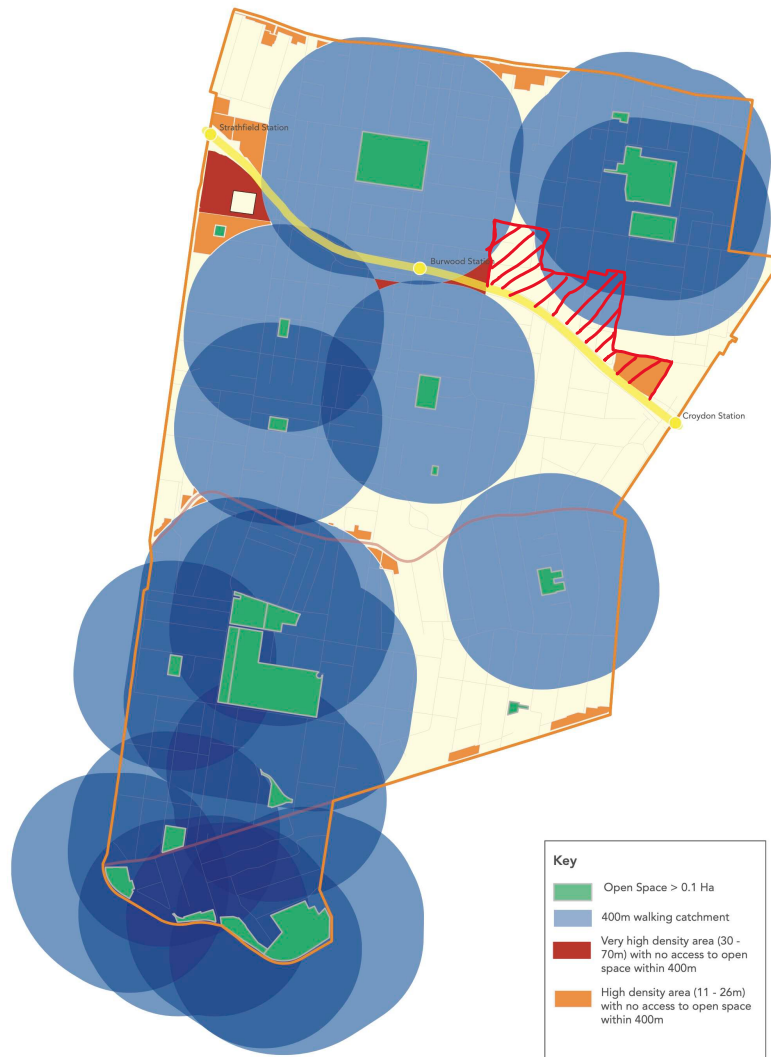 Strathfield Station
Burwood Station
Croydon Station
Key
Open Space > 0.1 Ha
400m walking catchment
Very high density area (30 -
70m) with no access to open
space within 400m
High density area (11 - 26m)
with no access to open space
within 400m